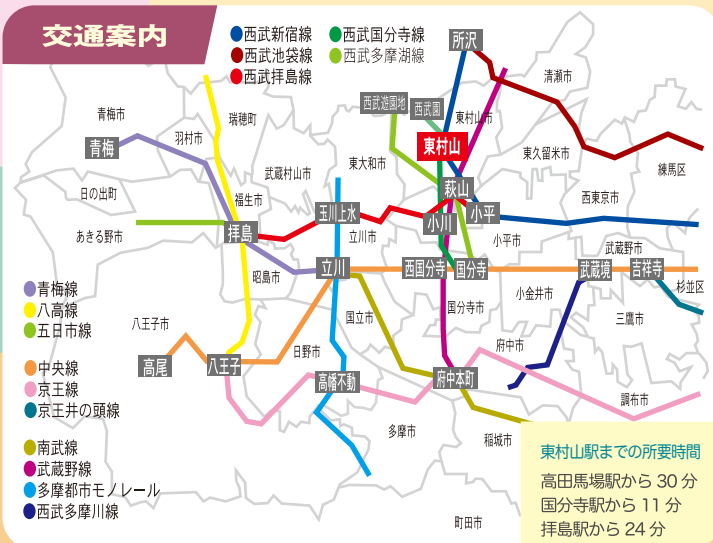 交通案内
西武新宿線
西武国分寺線
西武池袋線
西武多摩湖線
西武拝島線
所沢
清瀬市
西武遊園地
西武園
東村山市
瑞穂町
青梅市
羽村市
青梅
東村山
東久留米市
練馬区
東大和市
武蔵村山市
日の出町
萩山
西東京市
福生市
玉川上水
小平
小川
あきる野市
拝島
立川市
小平市
武蔵野市
昭島市
立川
西国分寺
国分寺
武蔵境
吉祥寺
杉並区
青梅線
八高線
五日市線
中央線
京王線
京王井の頭線
南武線
武蔵野線
多摩都市モノレール
西武多摩川線
小金井市
国分寺市
国立市
三鷹市
八王子市
日野市
府中市
高尾
八王子
高幡不動
府中本町
調布市
多摩市
稲城市
町田市
東村山駅までの所要時間
高田馬場駅から 30 分
国分寺駅から 11 分
拝島駅から 24 分